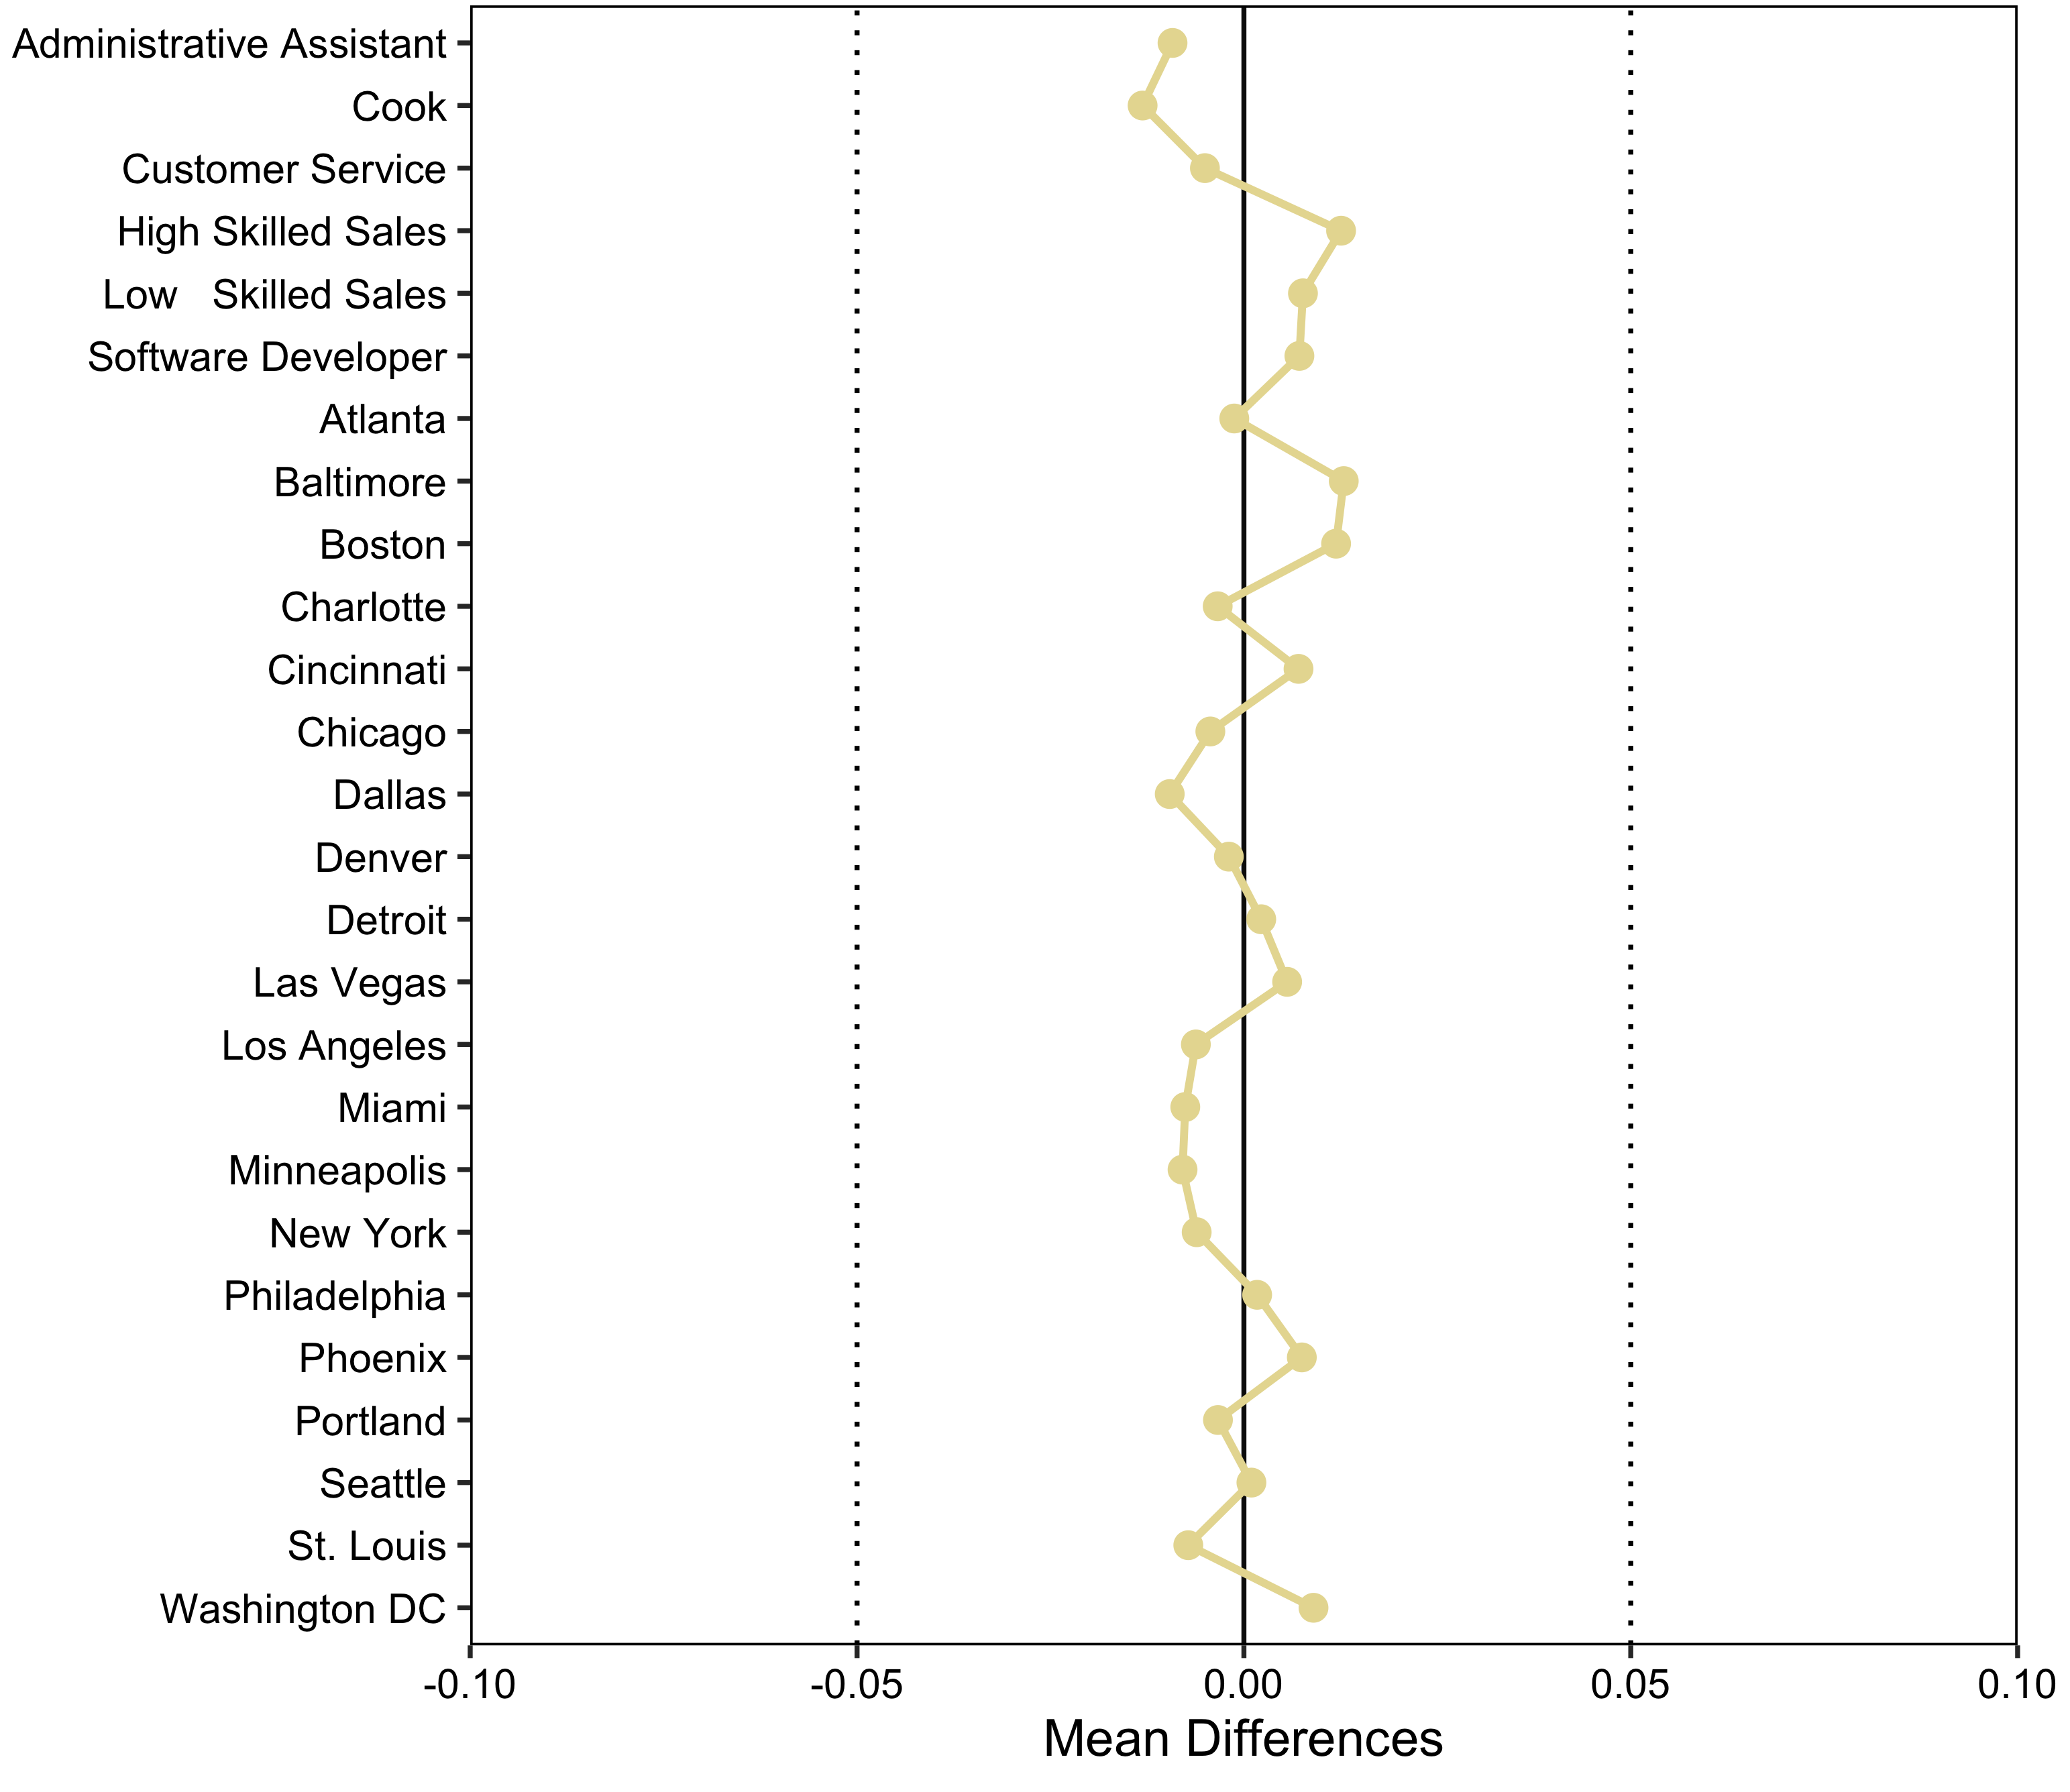 Administrative Assistant
Cook
Customer Service
High Skilled Sales
Low   Skilled Sales
Software Developer
Atlanta
Baltimore
Boston
Charlotte
Cincinnati
Chicago
Dallas
Denver
Detroit
Las Vegas
Los Angeles
Miami
Minneapolis
New York
Philadelphia
Phoenix
Portland
Seattle
St. Louis
Washington DC
-0.10 -0.05 0.00 0.05 0.10
Mean Differences